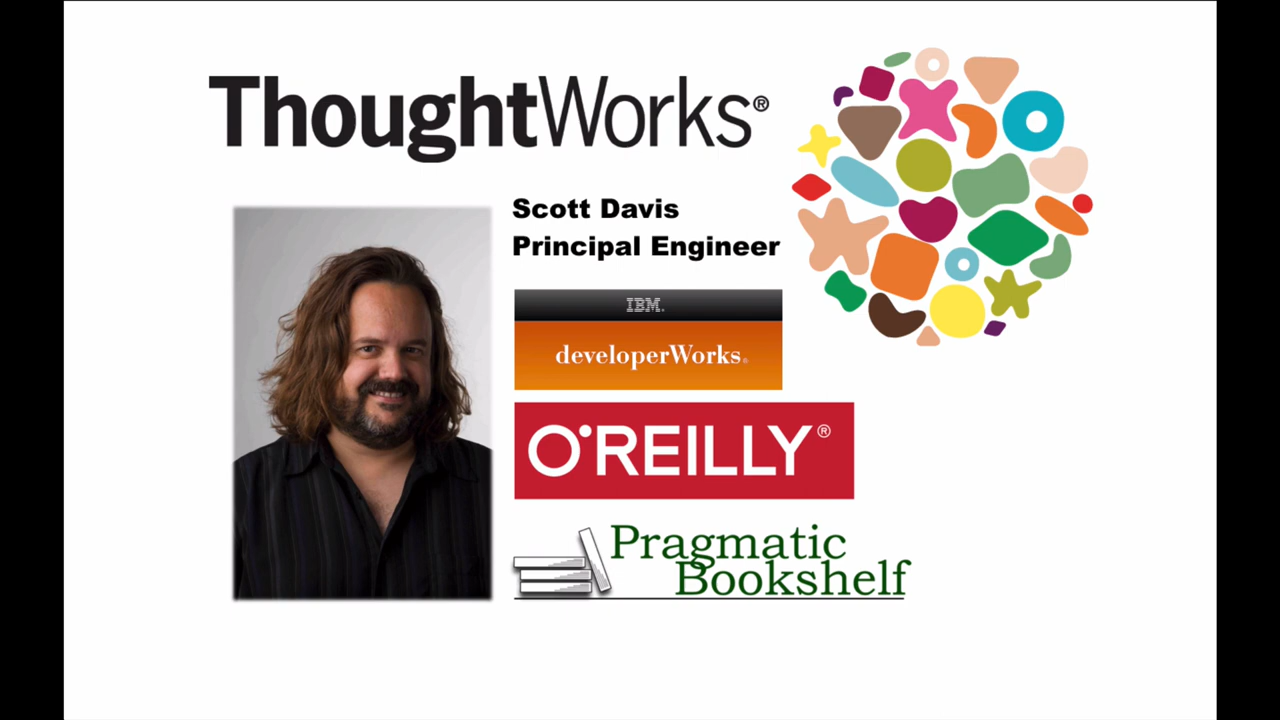 ThoughtWorks®
Scott Davis
Principal Engineer
IBM.
developerWorks®
O'REILLY®
Pragmatic
Bookshelf